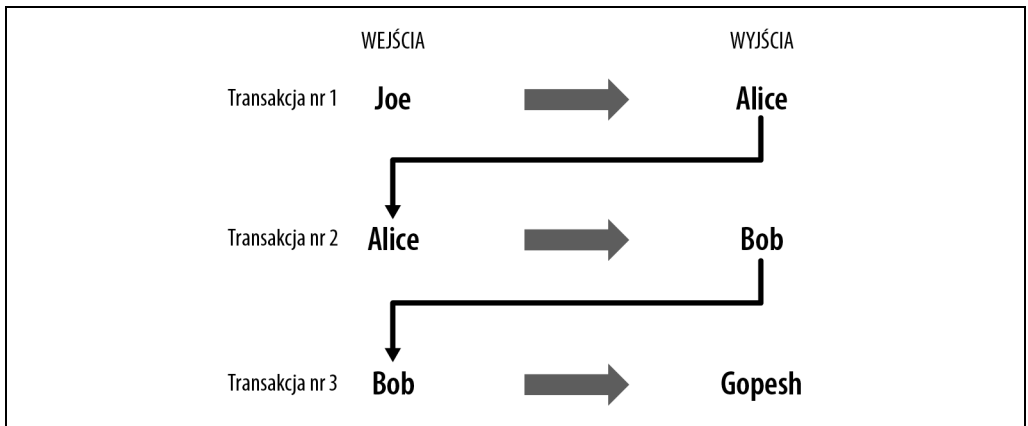 WEJŚCIA WYJŚCIA
Transakcja nr 1 Joe Alice
Transakcja nr 2 Alice Bob
Transakcja nr 3 Bob Gopesh